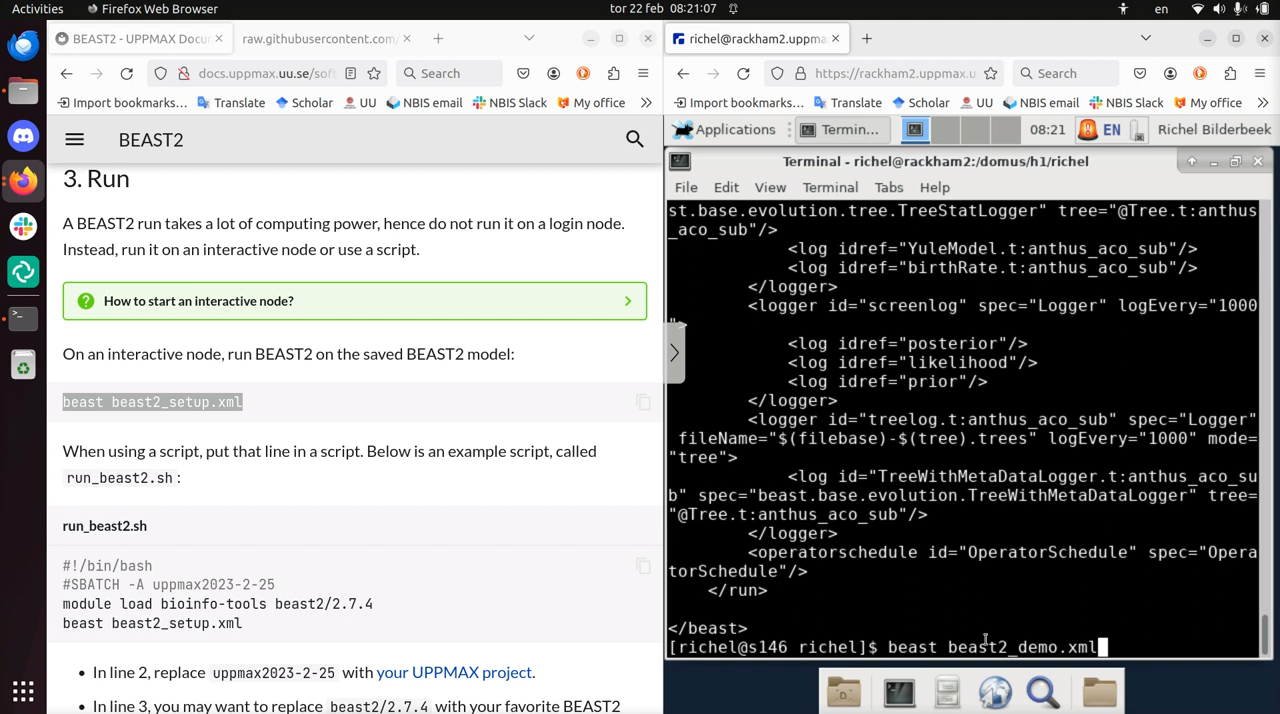 Activities
Firefox Web Browser
tor 22 feb 08:21:07
en
BEAST2 - UPPMAX Docu
raw.githubusercontent.com/
docs.uppmax.uu.se/sof
Search
Import bookmarks...
Translate
Scholar
UU
NBIS email
NBIS Slack
My office
BEAST2
3. Run
A BEAST2 run takes a lot of computing power, hence do not run it on a login node.
Instead, run it on an interactive node or use a script.
How to start an interactive node?
On an interactive node, run BEAST2 on the saved BEAST2 model:
beast beast2_setup.xml
When using a script, put that line in a script. Below is an example script, called
run_beast2.sh :
run_beast2.sh
#!/bin/bash
#SBATCH -A uppmax2023-2-25
module load bioinfo-tools beast2/2.7.4
beast beast2_setup.xml
• In line 2, replace uppmax2023-2-25 with your UPPMAX project.
• In line 3, you may want to replace beast2/2.7.4 with your favorite BEAST2
richel@rackham2.uppma
https://rackham2.uppmax.u
Search
Import bookmarks...
Translate
Scholar
UU
NBIS email
NBIS Slack
My office
Applications
Termin...
08:21
EN
Richel Bilderbeek
Terminal - richel@rackham2:/domus/h1/richel
File Edit View Terminal Tabs Help
st.base.evolution.tree.TreeStatLogger" tree="@Tree.t:anthus
_aco_sub"/>
<log idref="YuleModel.t:anthus_aco_sub"/>
<log idref="birthRate.t:anthus_aco_sub"/>
</logger>
<logger id="screenlog" spec="Logger" logEvery="1000
">
<log idref="posterior"/>
<log idref="likelihood"/>
<log idref="prior"/>
</logger>
<logger id="treelog.t:anthus_aco_sub" spec="Logger"
fileName="$(filebase)-$(tree).trees" logEvery="1000" mode=
"tree">
<log id="TreeWithMetaDataLogger.t:anthus_aco_su
b" spec="beast.base.evolution.TreeWithMetaDataLogger" tree=
"@Tree.t:anthus_aco_sub"/>
</logger>
<operatorschedule id="OperatorSchedule" spec="Opera
torSchedule"/>
</run>
</beast>
[richel@s146 richel]$ beast beast2_demo.xml